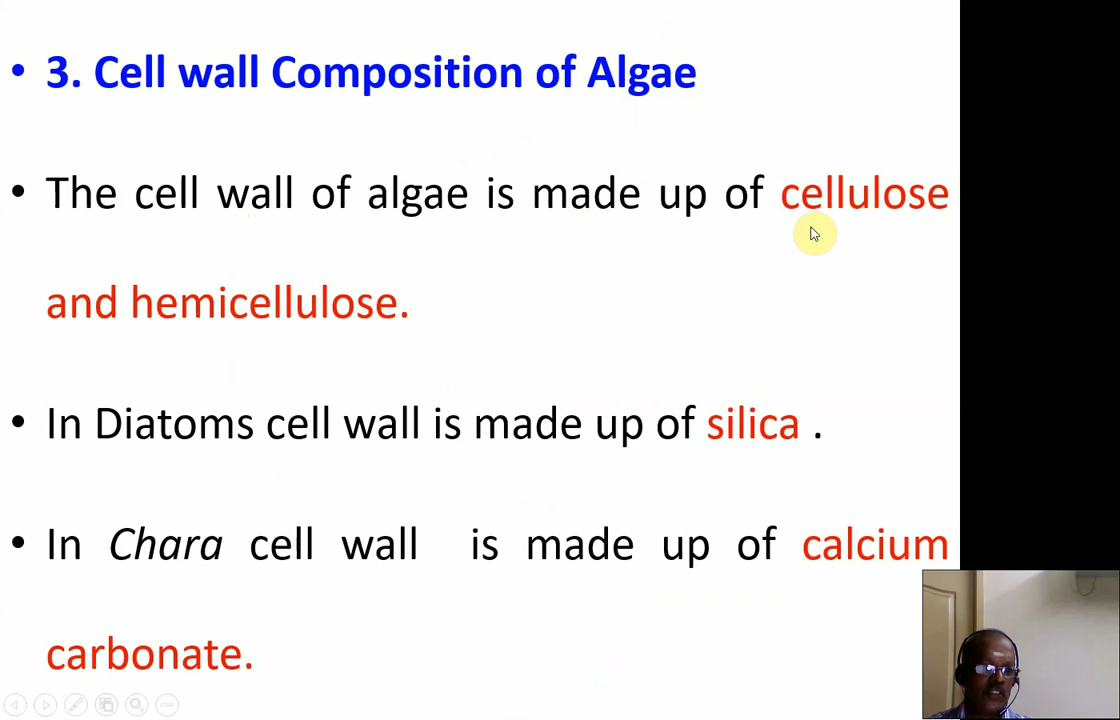 • 3. Cell wall Composition of Algae
• The cell wall of algae is made up of cellulose
and hemicellulose.
• In Diatoms cell wall is made up of silica .
• In Chara cell wall is made up of calcium
carbonate.